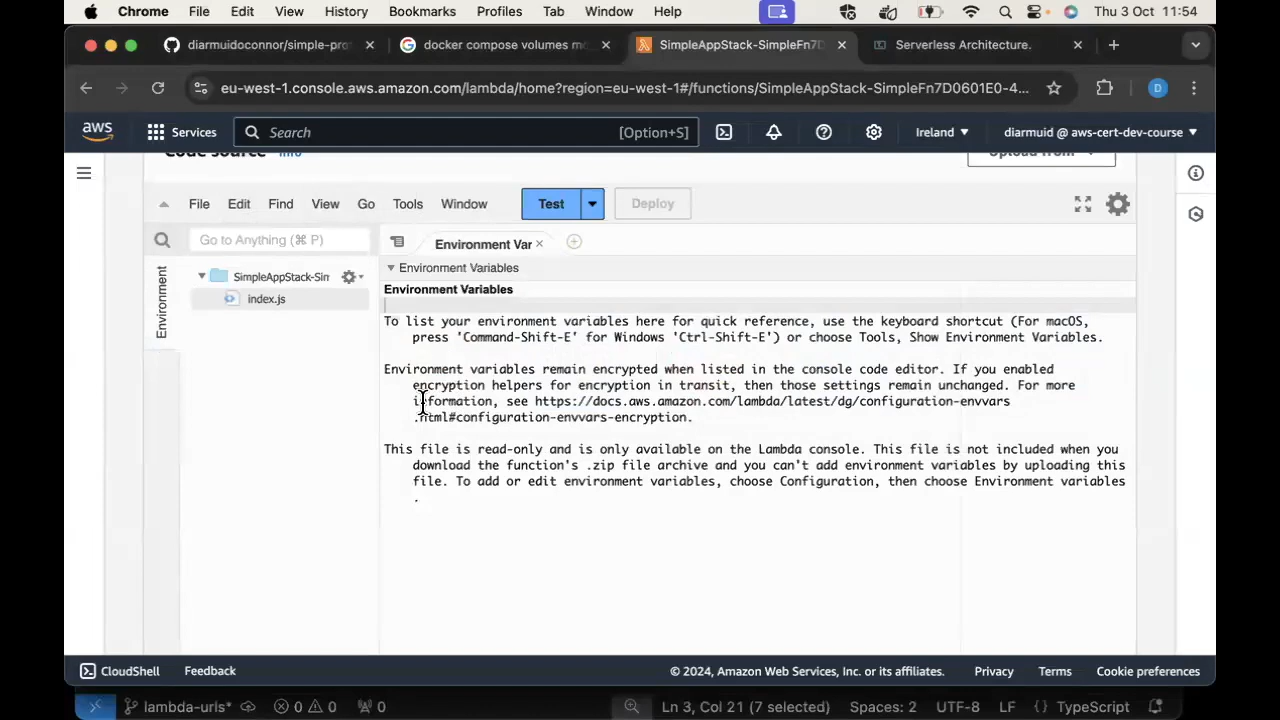 Chrome File Edit View History Bookmarks Profiles Tab Window Help Thu 3 Oct 11:54
diarmuidoconnor/simple-pro docker compose volumes m SimpleAppStack-SimpleFn7D Serverless Architecture.
eu-west-1.console.aws.amazon.com/lambda/home?region=eu-west-1#/functions/SimpleAppStack-SimpleFn7D0601E0-4... D
aws Services Search [Option+S] Ireland diarmuid @ aws-cert-dev-course
Code source Info Upload from
File Edit Find View Go Tools Window Test Deploy
Go to Anything (⌘ P) Environment Var
Environment Variables
SimpleAppStack-Sim
Environment Variables
index.js
Environment
To list your environment variables here for quick reference, use the keyboard shortcut (For macOS,
press 'Command-Shift-E' for Windows 'Ctrl-Shift-E') or choose Tools, Show Environment Variables.
Environment variables remain encrypted when listed in the console code editor. If you enabled
encryption helpers for encryption in transit, then those settings remain unchanged. For more
information, see https://docs.aws.amazon.com/lambda/latest/dg/configuration-envvars
.html#configuration-envvars-encryption.
This file is read-only and is only available on the Lambda console. This file is not included when you
download the function's .zip file archive and you can't add environment variables by uploading this
file. To add or edit environment variables, choose Configuration, then choose Environment variables
.
CloudShell Feedback © 2024, Amazon Web Services, Inc. or its affiliates. Privacy Terms Cookie preferences
lambda-urls* 0 0 0 Ln 3, Col 21 (7 selected) Spaces: 2 UTF-8 LF {} TypeScript